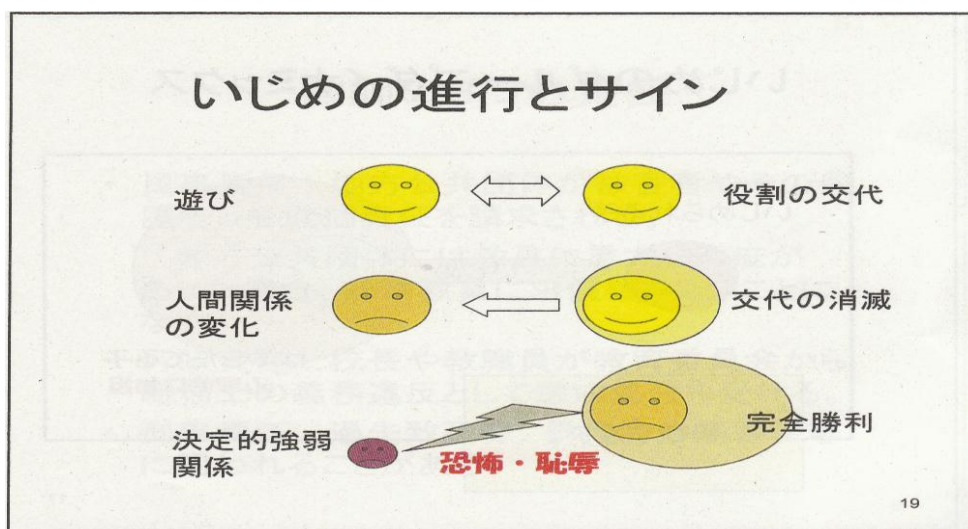 いじめの進行とサイン
遊び
役割の交代
人間関係
の変化
交代の消滅
決定的強弱
関係
恐怖・恥辱
完全勝利
19